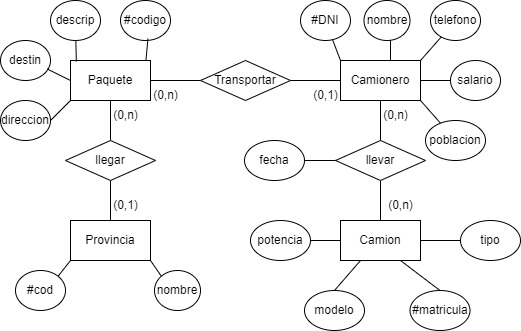 descrip
#codigo
#DNI
nombre
telefono
destin
Paquete
(0,n)
Transportar
(0,1)
Camionero
salario
direccion
(0,n)
(0,n)
poblacion
llegar
fecha
llevar
(0,1)
(0,n)
Provincia
potencia
Camion
tipo
#cod
nombre
modelo
#matricula